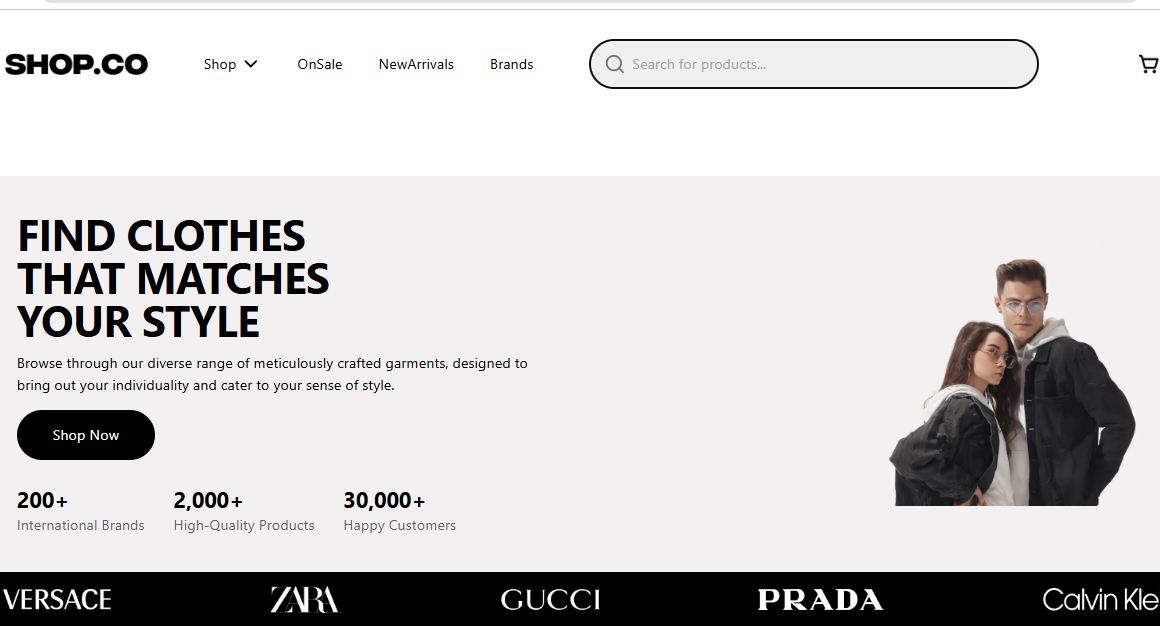 SHOP.CO
Shop
OnSale
NewArrivals
Brands
Search for products...
FIND CLOTHES
THAT MATCHES
YOUR STYLE
Browse through our diverse range of meticulously crafted garments, designed to
bring out your individuality and cater to your sense of style.
Shop Now
200+
2,000+
30,000+
International Brands
High-Quality Products
Happy Customers
VERSACE
ZARA
GUCCI
PRADA
Calvin Kle